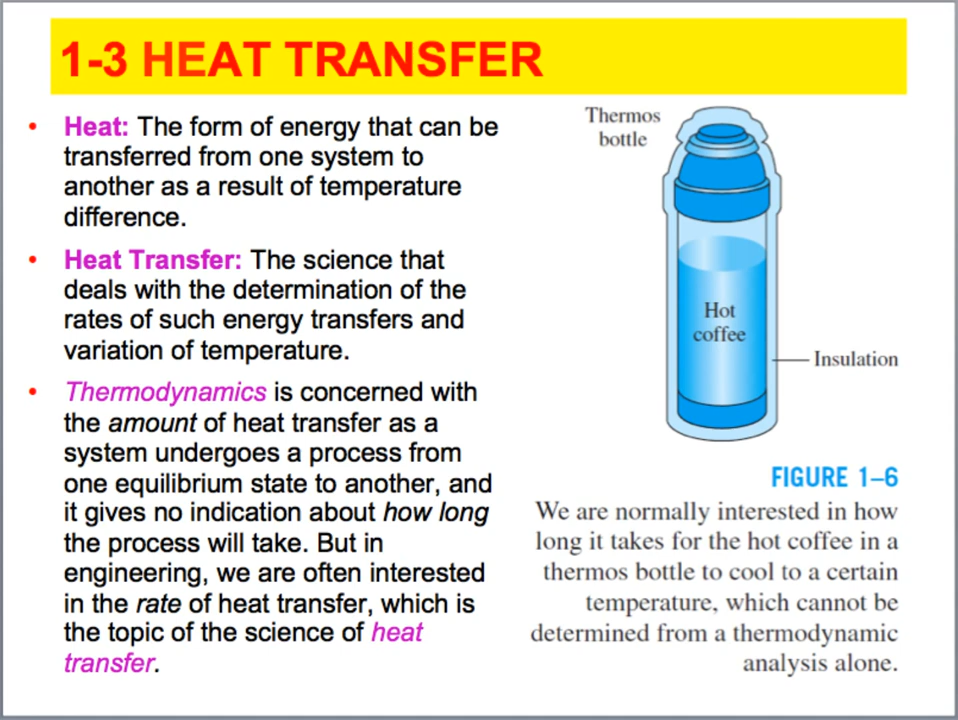 1-3 HEAT TRANSFER
• Heat: The form of energy that can be
transferred from one system to
another as a result of temperature
difference.
• Heat Transfer: The science that
deals with the determination of the
rates of such energy transfers and
variation of temperature.
• Thermodynamics is concerned with
the amount of heat transfer as a
system undergoes a process from
one equilibrium state to another, and
it gives no indication about how long
the process will take. But in
engineering, we are often interested
in the rate of heat transfer, which is
the topic of the science of heat
transfer.
Thermos
bottle
Hot
coffee
Insulation
FIGURE 1–6
We are normally interested in how
long it takes for the hot coffee in a
thermos bottle to cool to a certain
temperature, which cannot be
determined from a thermodynamic
analysis alone.